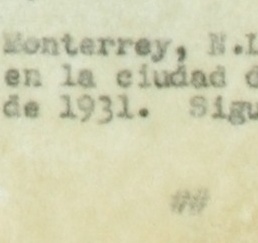 Monterrey, N.L
en la ciudad d
de 1931. Sigu
##